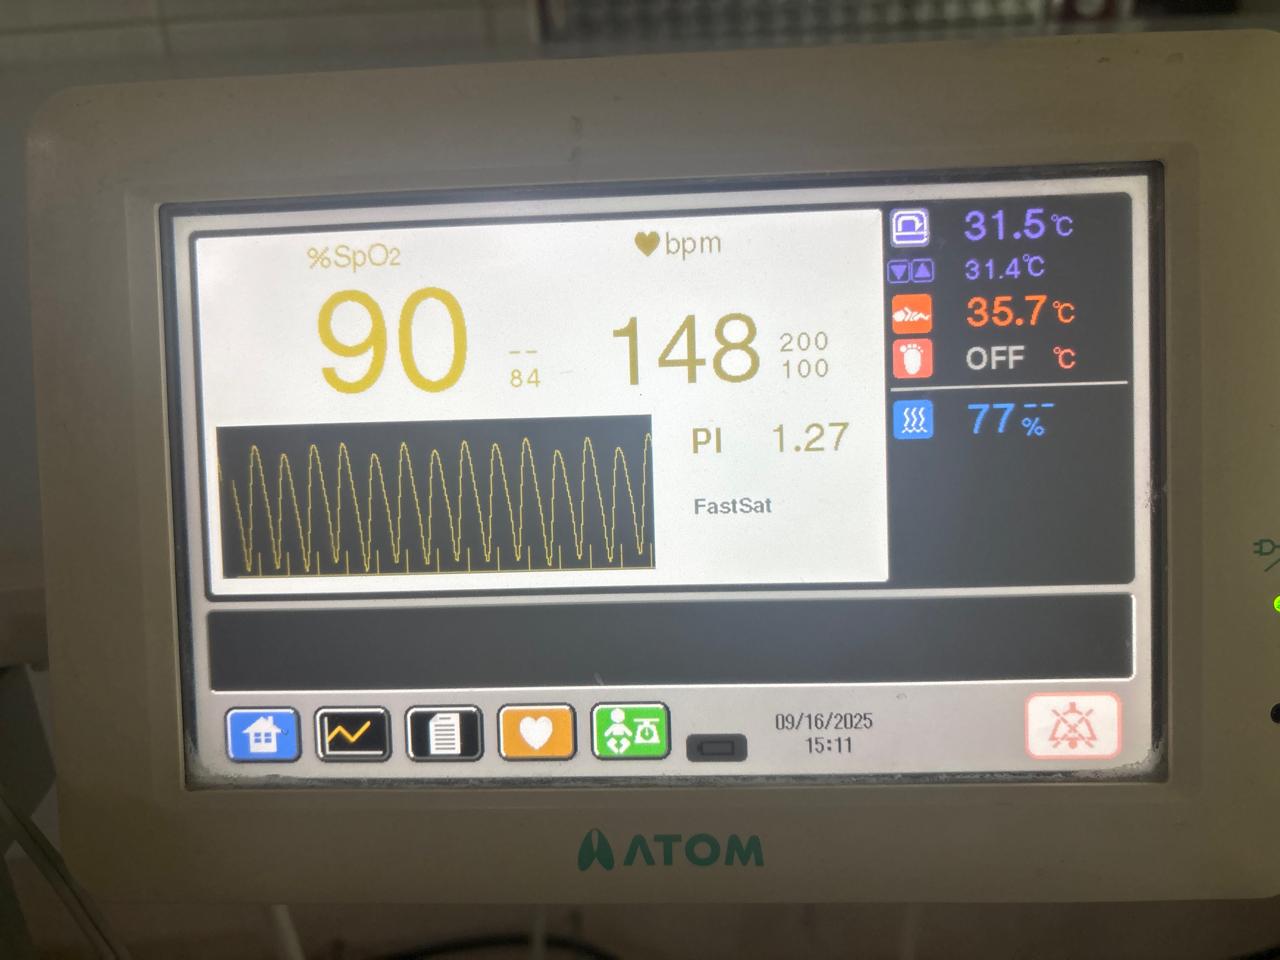 %SpO2
90
--
84
♥bpm
148
200
100
PI 1.27
FastSat
31.5℃
31.4℃
35.7℃
OFF ℃
77 --
%
09/16/2025
15:11
ATOM